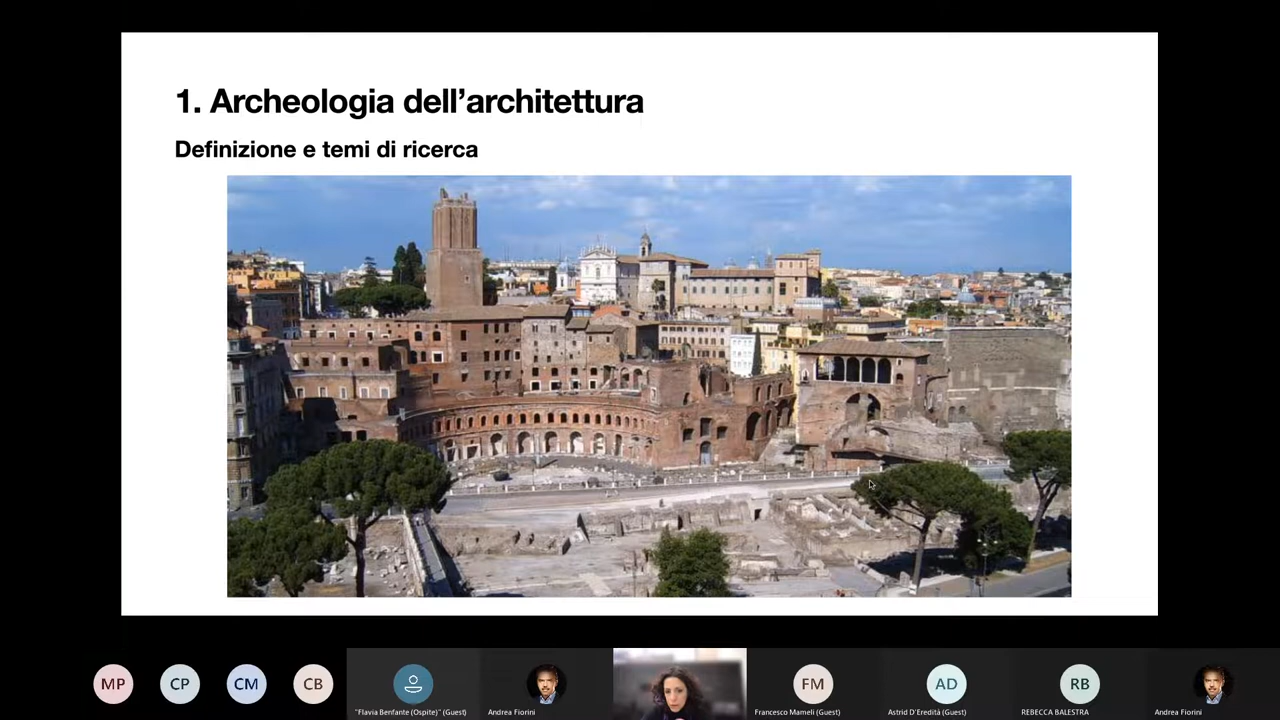 1. Archeologia dell’architettura
Definizione e temi di ricerca
MP
CP
CM
CB
"Flavia Benfante (Ospite)" (Guest)
Andrea Fiorini
FM
Francesco Mameli (Guest)
AD
Astrid D'Eredità (Guest)
RB
REBECCA BALESTRA
Andrea Fiorini